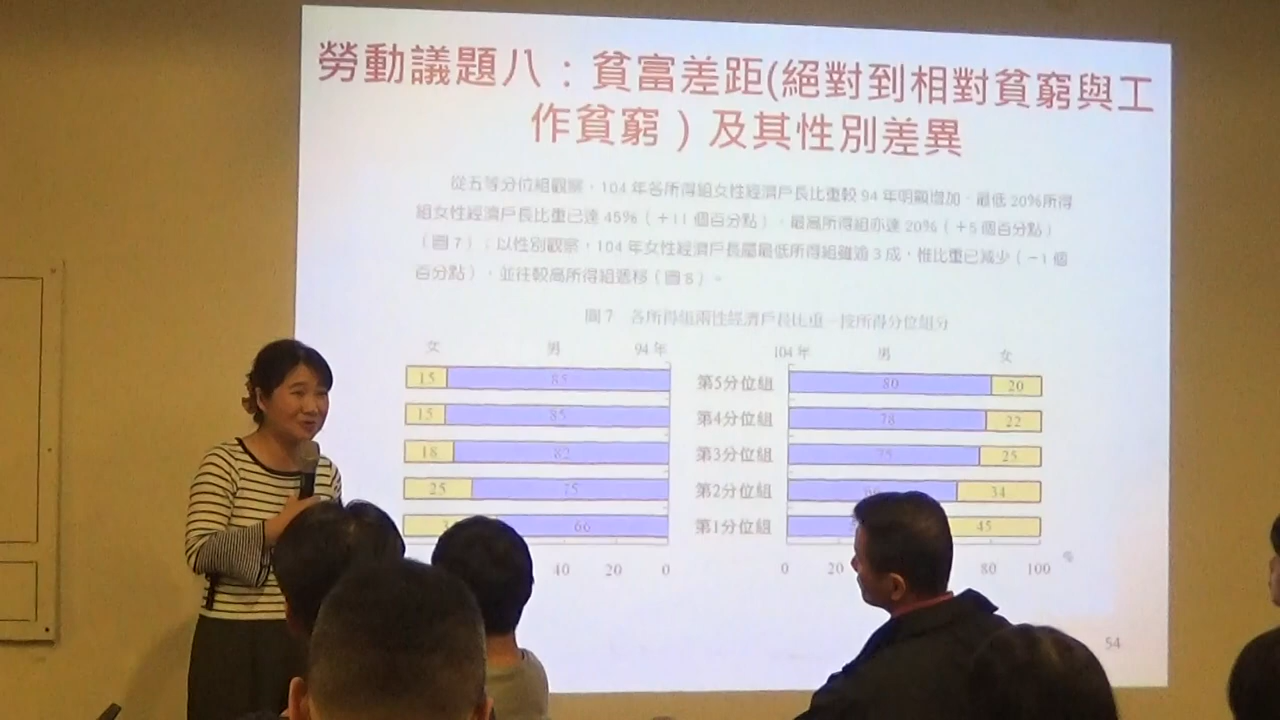 勞動議題八：貧富差距(絕對到相對貧窮與工
作貧窮）及其性別差異
從五等分位組觀察，104 年各所得組女性經濟戶長比重較 94 年明顯增加，最低 20%所得
組女性經濟戶長比重已達 45%（＋11 個百分點），最高所得組亦達 20%（＋5 個百分點）
（圖 7）；以性別觀察，104 年女性經濟戶長屬最低所得組雖逾 3 成，惟比重已減少（－1 個
百分點），並往較高所得組遞移（圖 8）。
圖 7 各所得組兩性經濟戶長比重－按所得分位組分
女 男 94 年 104 年 男 女
15 85 第5分位組 80 20
15 85 第4分位組 78 22
18 82 第3分位組 75 25
25 75 第2分位組 34
66 第1分位組 45
%
40 20 0 0 20 80 100
54